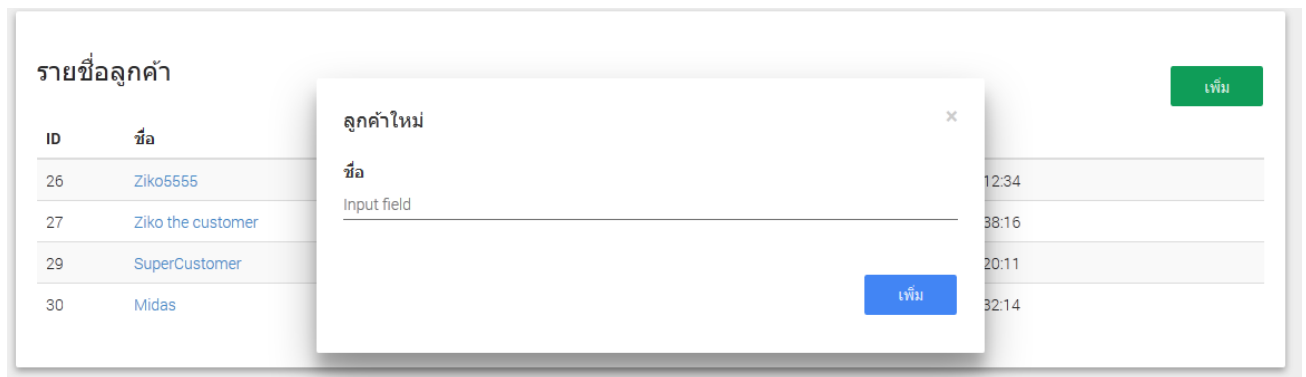 รายชื่อลูกค้า
เพิ่ม
ID ชื่อ
26 Ziko5555 12:34
27 Ziko the customer 38:16
29 SuperCustomer 20:11
30 Midas 32:14
ลูกค้าใหม่ ×
ชื่อ
Input field
เพิ่ม